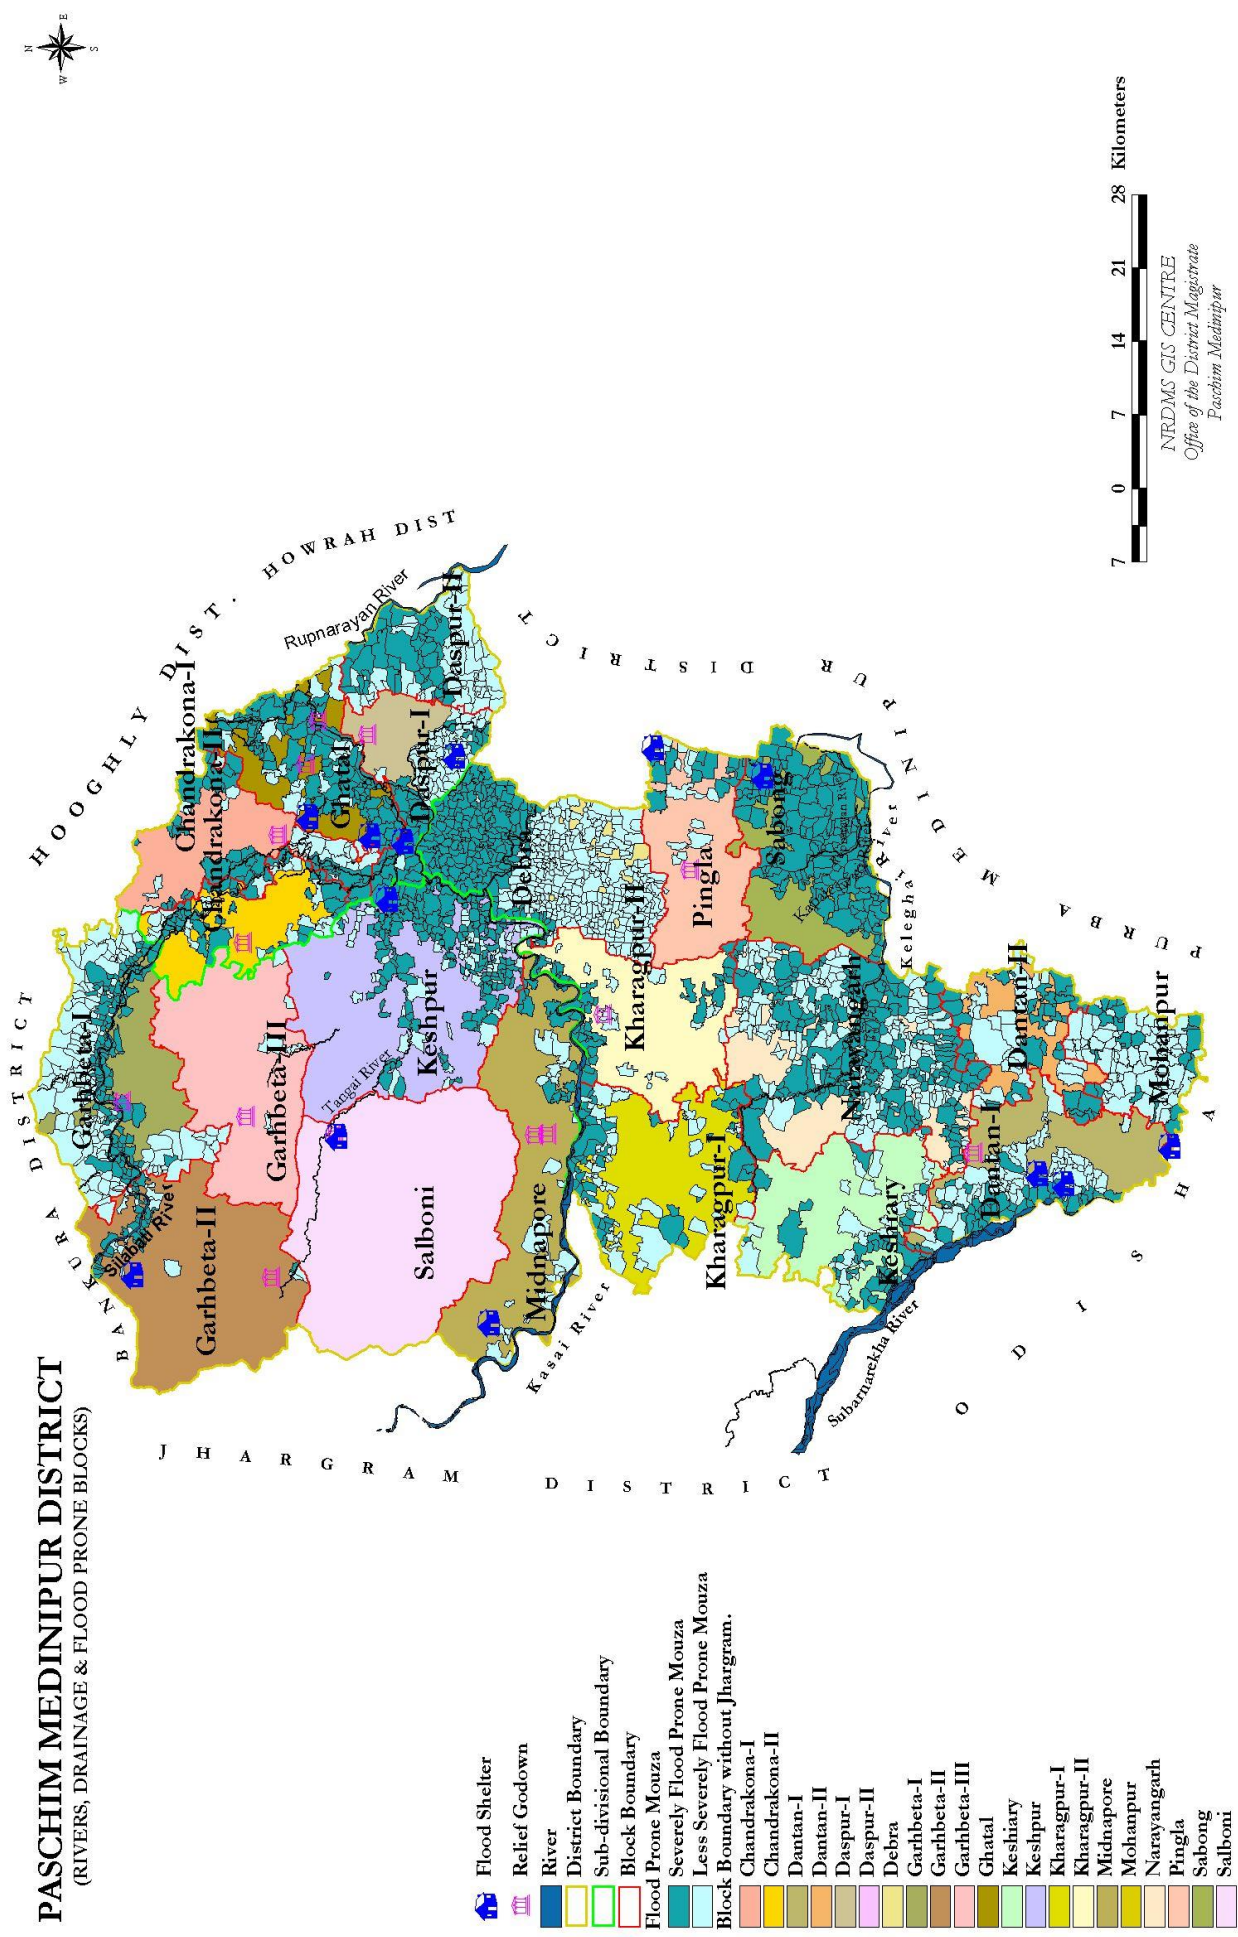 PASCHIM MEDINIPUR DISTRICT
(RIVERS, DRAINAGE & FLOOD PRONE BLOCKS)
N
E
S
W
HOOGHLY DIST.
HOWRAH DIST
BANKURA DISTRICT
JHARGRAM DISTRICT
ODISHA
PURBA MEDINIPUR DISTRICT
Garhbeta-I
Silabati River
Garhbeta-II
Garhbeta-III
Chandrakona-I
Chandrakona-II
Ghatal
Rupnarayan River
Daspur-I
Daspur-II
Tangai River
Keshpur
Salboni
Debra
Midnapore
Kasai River
Kharagpur-II
Pingla
Sabong
Kharagpur-I
Narayangarh
Keleghai River
Keshiary
Subarnarekha River
Dantan-I
Dantan-II
Mohanpur
Flood Shelter
Relief Godown
River
District Boundary
Sub-divisional Boundary
Block Boundary
Flood Prone Mouza
Severely Flood Prone Mouza
Less Severely Flood Prone Mouza
Block Boundary without Jhargram.
Chandrakona-I
Chandrakona-II
Dantan-I
Dantan-II
Daspur-I
Daspur-II
Debra
Garhbeta-I
Garhbeta-II
Garhbeta-III
Ghatal
Keshiary
Keshpur
Kharagpur-I
Kharagpur-II
Midnapore
Mohanpur
Narayangarh
Pingla
Sabong
Salboni
7 0 7 14 21 28 Kilometers
NRDMS GIS CENTRE
Office of the District Magistrate
Paschim Medinipur